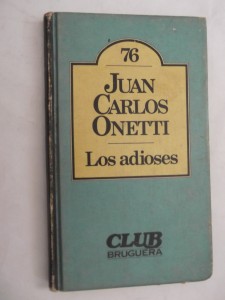 76
JUAN
CARLOS
ONETTI
Los adioses
CLUB
BRUGUERA